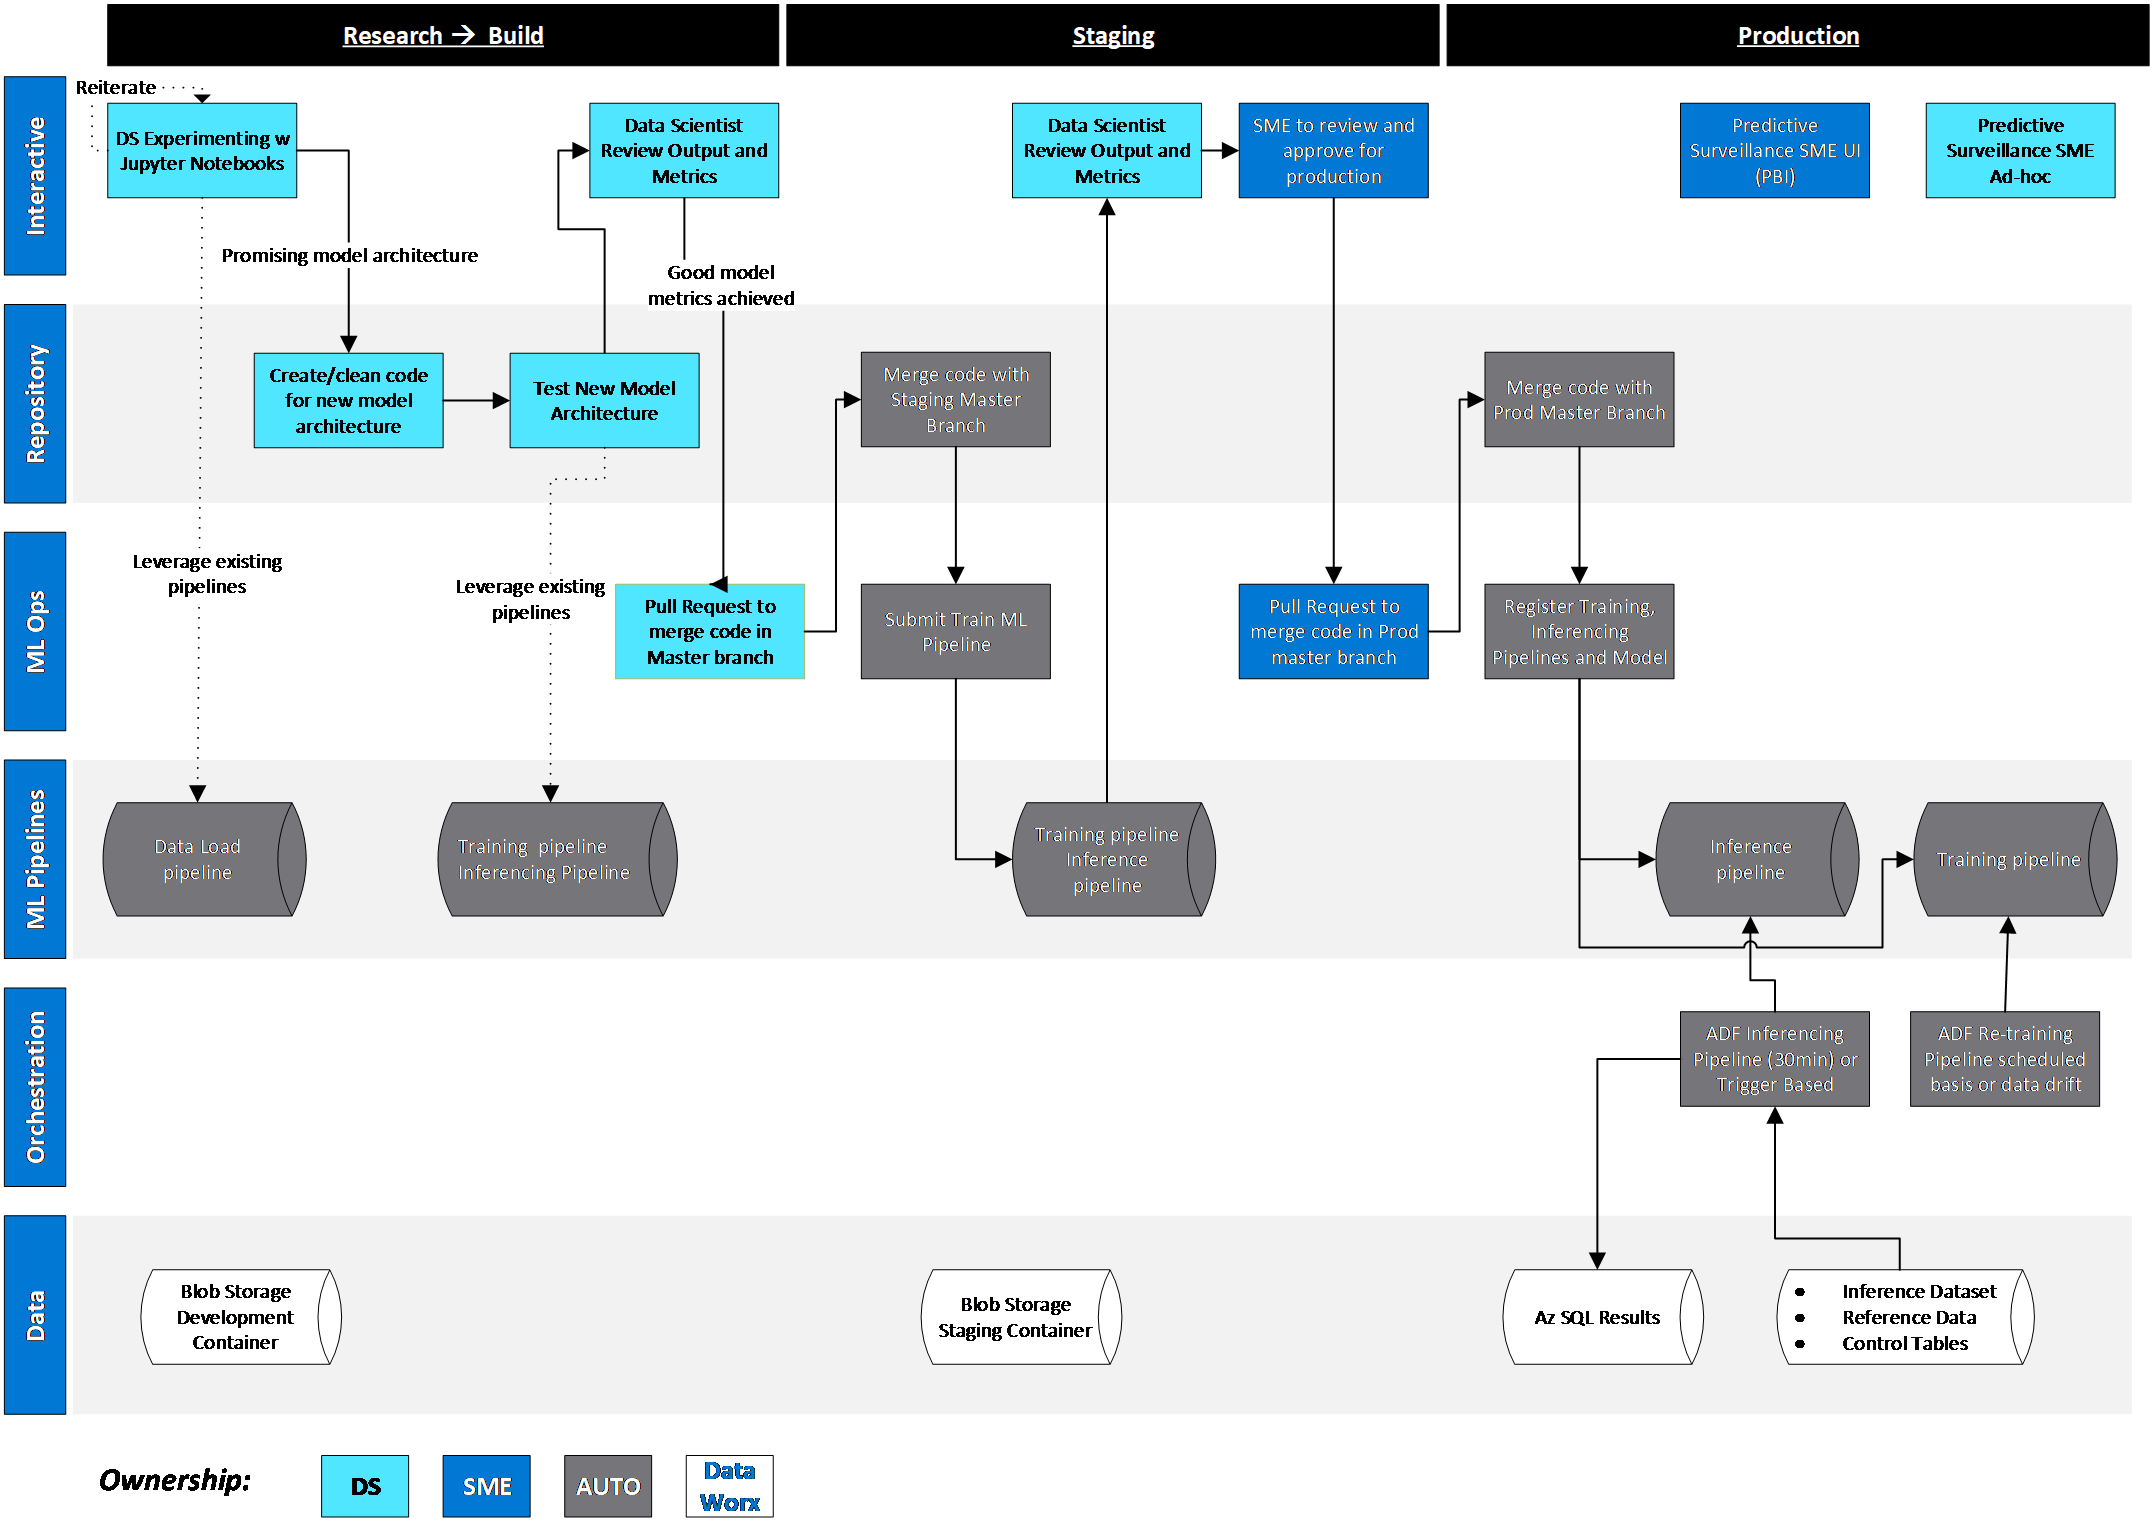 Research → Build
Staging
Production
Interactive
Reiterate
DS Experimenting w
Jupyter Notebooks
Data Scientist
Review Output and
Metrics
Data Scientist
Review Output and
Metrics
SME to review and
approve for
production
Predictive
Surveillance SME UI
(PBI)
Predictive
Surveillance SME
Ad-hoc
Promising model architecture
Good model
metrics achieved
Repository
Create/clean code
for new model
architecture
Test New Model
Architecture
Merge code with
Staging Master
Branch
Merge code with
Prod Master Branch
ML Ops
Leverage existing
pipelines
Leverage existing
pipelines
Pull Request to
merge code in
Master branch
Submit Train ML
Pipeline
Pull Request to
merge code in Prod
master branch
Register Training,
Inferencing
Pipelines and Model
ML Pipelines
Data Load
pipeline
Training pipeline
Inferencing Pipeline
Training pipeline
Inference
pipeline
Inference
pipeline
Training pipeline
Orchestration
ADF Inferencing
Pipeline (30min) or
Trigger Based
ADF Re-training
Pipeline scheduled
basis or data drift
Data
Blob Storage
Development
Container
Blob Storage
Staging Container
Az SQL Results
• Inference Dataset
• Reference Data
• Control Tables
Ownership:
DS
SME
AUTO
Data
Worx